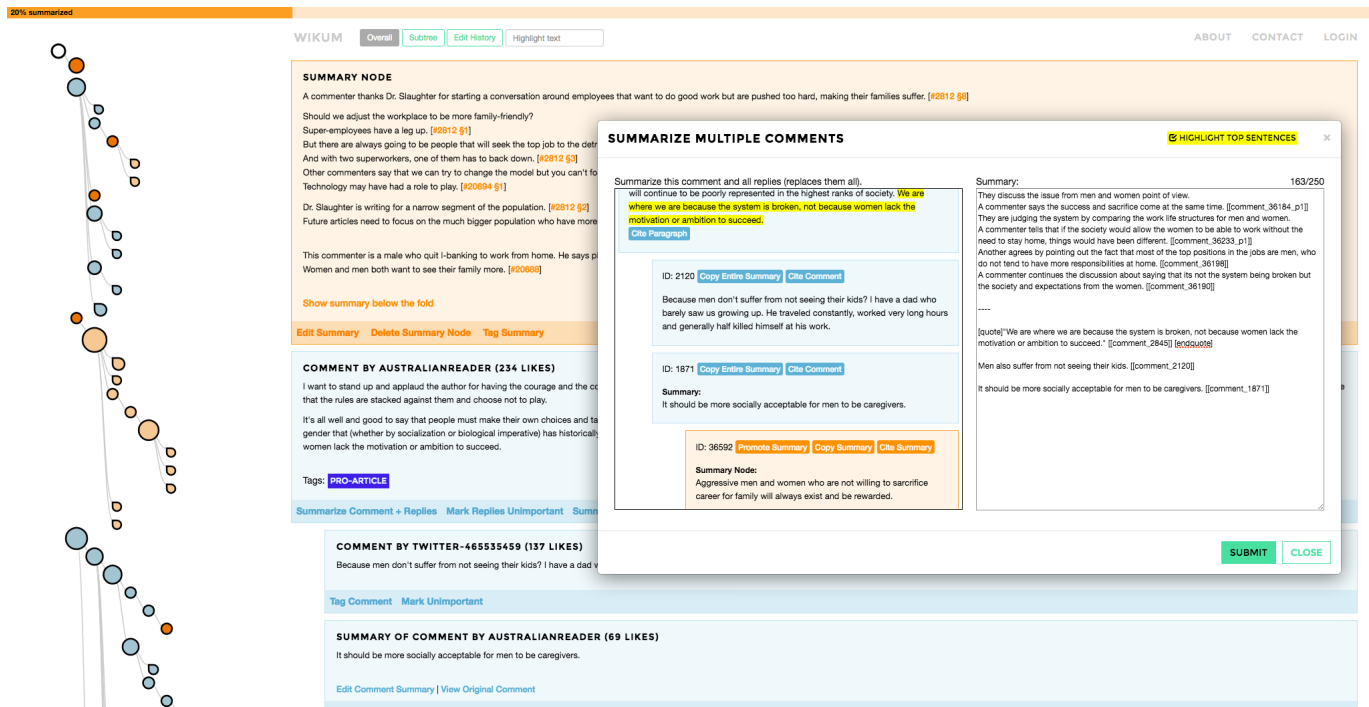 20% summarized
WIKUM
Overall
Subtree
Edit History
Highlight text
ABOUT
CONTACT
LOGIN
SUMMARY NODE
A commenter thanks Dr. Slaughter for starting a conversation around employees that want to do good work but are pushed too hard, making their families suffer. [#2812 §8]
Should we adjust the workplace to be more family-friendly?
Super-employees have a leg up. [#2812 §1]
But there are always going to be people that will seek the top job to the detr
And with two superworkers, one of them has to back down. [#2812 §3]
Other commenters say that we can try to change the model but you can't fo
Technology may have had a role to play. [#20694 §1]
Dr. Slaughter is writing for a narrow segment of the population. [#2812 §2]
Future articles need to focus on the much bigger population who have more
This commenter is a male who quit I-banking to work from home. He says pl
Women and men both want to see their family more. [#20688]
Show summary below the fold
Edit Summary
Delete Summary Node
Tag Summary
COMMENT BY AUSTRALIANREADER (234 LIKES)
I want to stand up and applaud the author for having the courage and the co
that the rules are stacked against them and choose not to play.
It's all well and good to say that people must make their own choices and ta
gender that (whether by socialization or biological imperative) has historically
women lack the motivation or ambition to succeed.
Tags: PRO-ARTICLE
Summarize Comment + Replies
Mark Replies Unimportant
Summ
COMMENT BY TWITTER-465535459 (137 LIKES)
Because men don't suffer from not seeing their kids? I have a dad w
Tag Comment
Mark Unimportant
SUMMARY OF COMMENT BY AUSTRALIANREADER (69 LIKES)
It should be more socially acceptable for men to be caregivers.
Edit Comment Summary | View Original Comment
SUMMARIZE MULTIPLE COMMENTS
HIGHLIGHT TOP SENTENCES
×
Summarize this comment and all replies (replaces them all).
will continue to be poorly represented in the highest ranks of society. We are
where we are because the system is broken, not because women lack the
motivation or ambition to succeed.
Cite Paragraph
ID: 2120 Copy Entire Summary Cite Comment
Because men don't suffer from not seeing their kids? I have a dad who
barely saw us growing up. He traveled constantly, worked very long hours
and generally half killed himself at his work.
ID: 1871 Copy Entire Summary Cite Comment
Summary:
It should be more socially acceptable for men to be caregivers.
ID: 36592 Promote Summary Copy Summary Cite Summary
Summary Node:
Aggressive men and women who are not willing to sarcrifice
career for family will always exist and be rewarded.
Summary:
163/250
They discuss the issue from men and women point of view.
A commenter says the success and sacrifice come at the same time. [[comment_36184_p1]]
They are judging the system by comparing the work life structures for men and women.
A commenter tells that if the society would allow the women to be able to work without the
need to stay home, things would have been different. [[comment_36233_p1]]
Another agrees by pointing out the fact that most of the top positions in the jobs are men, who
do not tend to have more responsibilities at home. [[comment_36198]]
A commenter continues the discussion about saying that its not the system being broken but
the society and expectations from the women. [[comment_36190]]
----
[quote]"We are where we are because the system is broken, not because women lack the
motivation or ambition to succeed." [[comment_2845]] [endquote]
Men also suffer from not seeing their kids. [[comment_2120]]
It should be more socially acceptable for men to be caregivers. [[comment_1871]]
SUBMIT
CLOSE